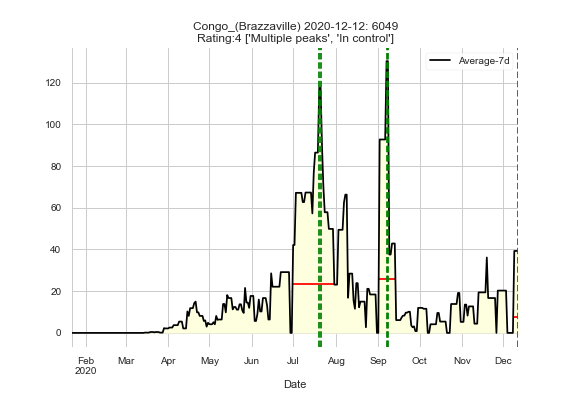 Congo_(Brazzaville) 2020-12-12: 6049
Rating:4 ['Multiple peaks', 'In control']
Average-7d
120
100
80
60
40
20
0
Feb Mar Apr May Jun Jul Aug Sep Oct Nov Dec
2020
Date